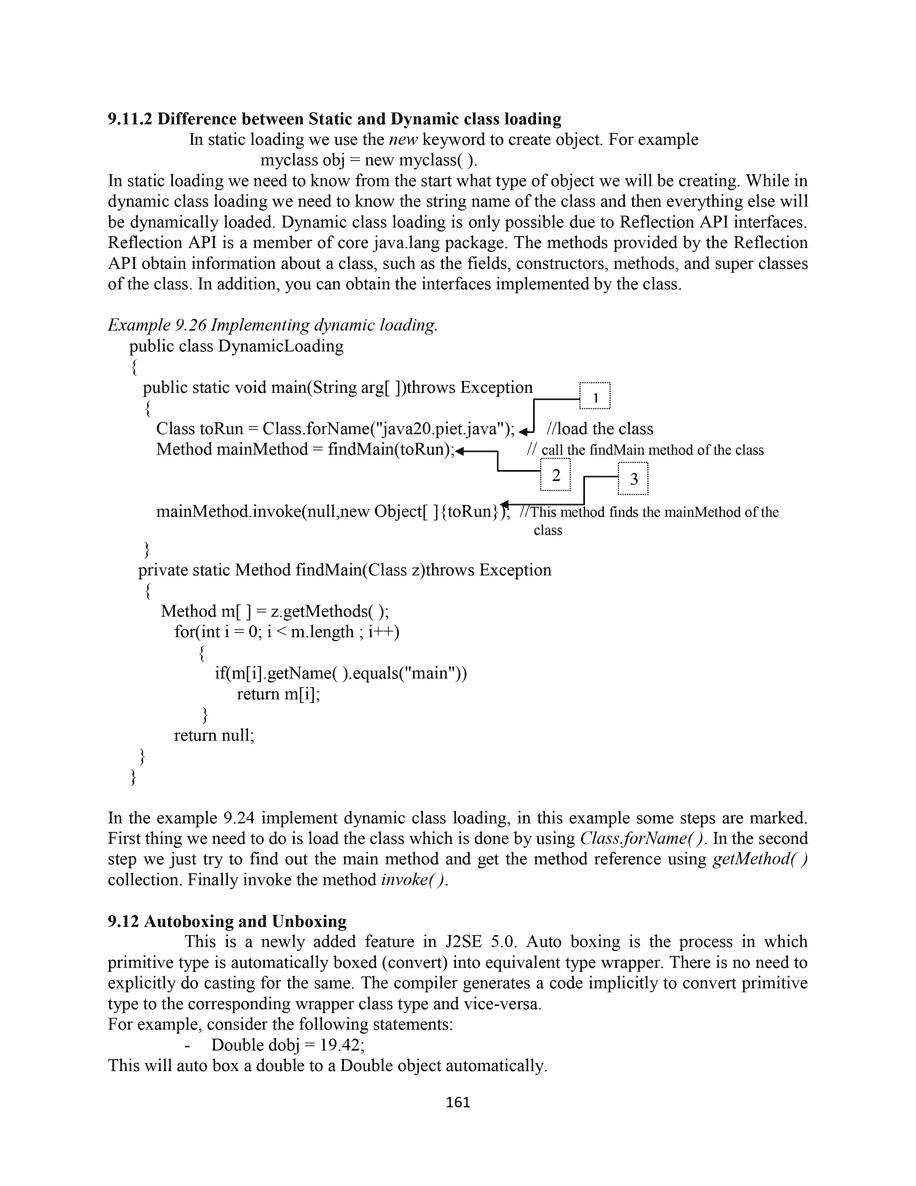 9.11.2 Difference between Static and Dynamic class loading
In static loading we use the new keyword to create object. For example
myclass obj = new myclass( ).
In static loading we need to know from the start what type of object we will be creating. While in
dynamic class loading we need to know the string name of the class and then everything else will
be dynamically loaded. Dynamic class loading is only possible due to Reflection API interfaces.
Reflection API is a member of core java.lang package. The methods provided by the Reflection
API obtain information about a class, such as the fields, constructors, methods, and super classes
of the class. In addition, you can obtain the interfaces implemented by the class.
Example 9.26 Implementing dynamic loading.
public class DynamicLoading
{
public static void main(String arg[ ])throws Exception
1
{
Class toRun = Class.forName("java20.piet.java"); //load the class
Method mainMethod = findMain(toRun); // call the findMain method of the class
2 3
mainMethod.invoke(null,new Object[ ]{toRun}); //This method finds the mainMethod of the
class
}
private static Method findMain(Class z)throws Exception
{
Method m[ ] = z.getMethods( );
for(int i = 0; i < m.length ; i++)
{
if(m[i].getName( ).equals("main"))
return m[i];
}
return null;
}
}
In the example 9.24 implement dynamic class loading, in this example some steps are marked.
First thing we need to do is load the class which is done by using Class.forName( ). In the second
step we just try to find out the main method and get the method reference using getMethod( )
collection. Finally invoke the method invoke( ).
9.12 Autoboxing and Unboxing
This is a newly added feature in J2SE 5.0. Auto boxing is the process in which
primitive type is automatically boxed (convert) into equivalent type wrapper. There is no need to
explicitly do casting for the same. The compiler generates a code implicitly to convert primitive
type to the corresponding wrapper class type and vice-versa.
For example, consider the following statements:
- Double dobj = 19.42;
This will auto box a double to a Double object automatically.
161